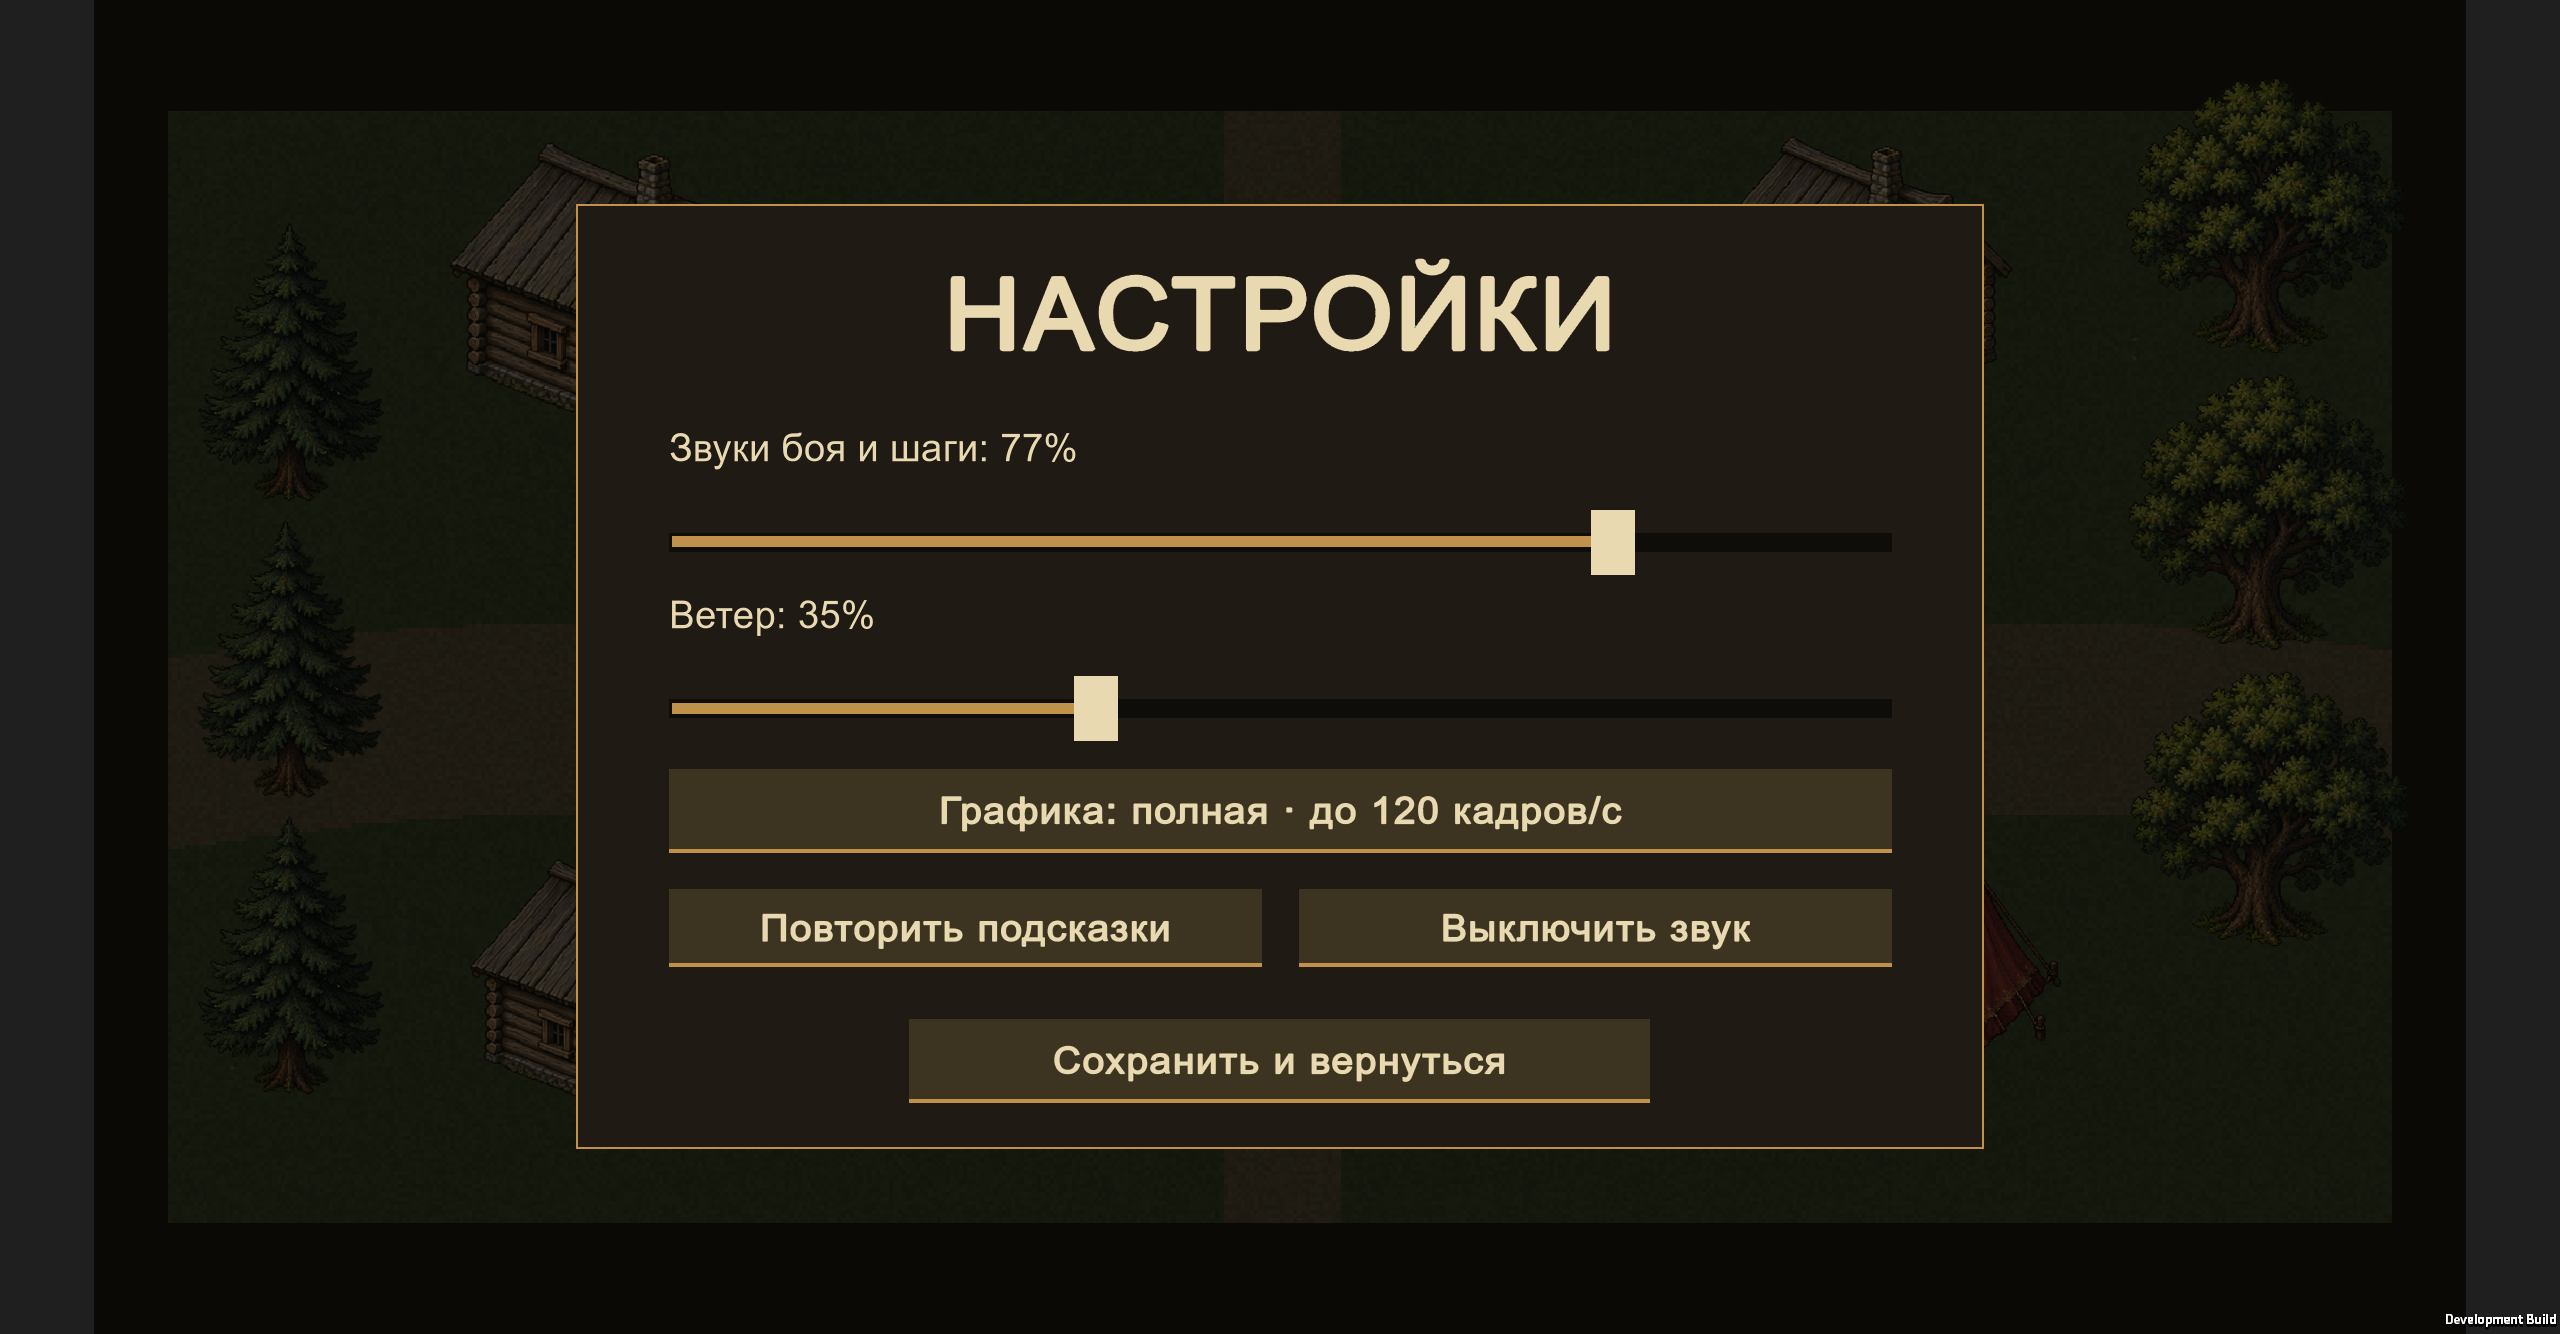 НАСТРОЙКИ
Звуки боя и шаги: 77%
Ветер: 35%
Графика: полная · до 120 кадров/с
Повторить подсказки
Выключить звук
Сохранить и вернуться
Development Build